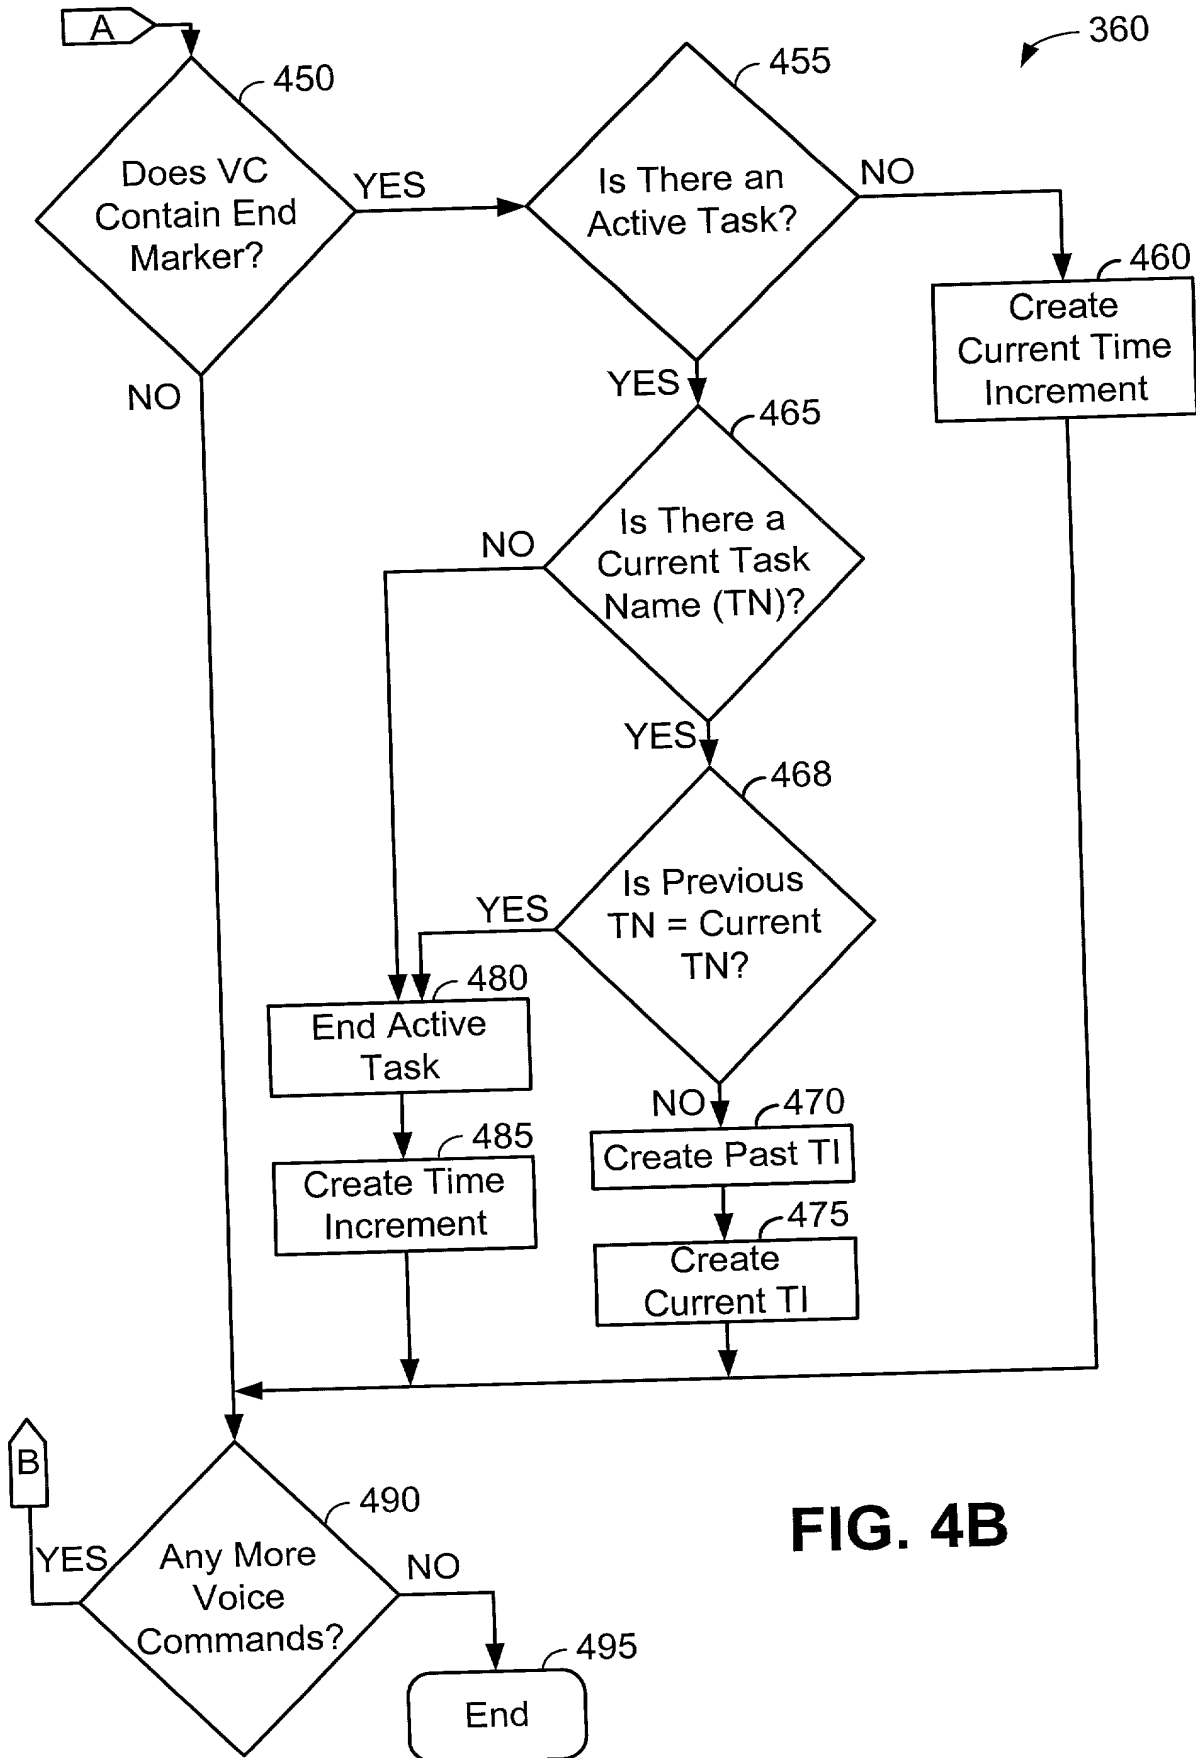 A
360
450
Does VC
Contain End
Marker?
YES
NO
455
Is There an
Active Task?
NO
YES
460
Create
Current Time
Increment
465
Is There a
Current Task
Name (TN)?
NO
YES
468
Is Previous
TN = Current
TN?
YES
NO
480
End Active
Task
470
Create Past TI
485
Create Time
Increment
475
Create
Current TI
B
490
Any More
Voice
Commands?
YES
NO
495
End
FIG. 4B